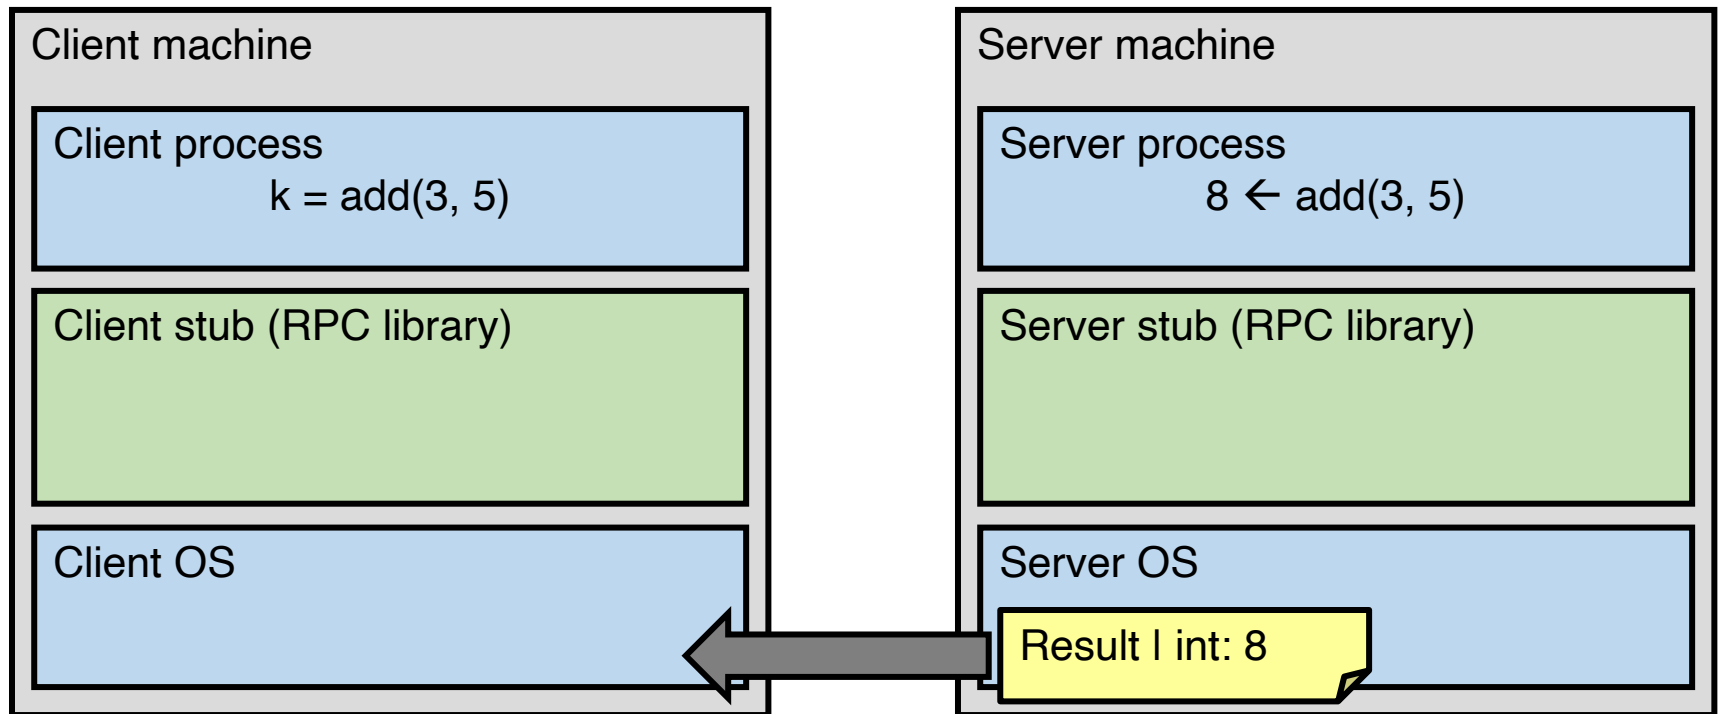 Client machine
Client process
k = add(3, 5)
Client stub (RPC library)
Client OS
Server machine
Server process
8 ← add(3, 5)
Server stub (RPC library)
Server OS
Result | int: 8